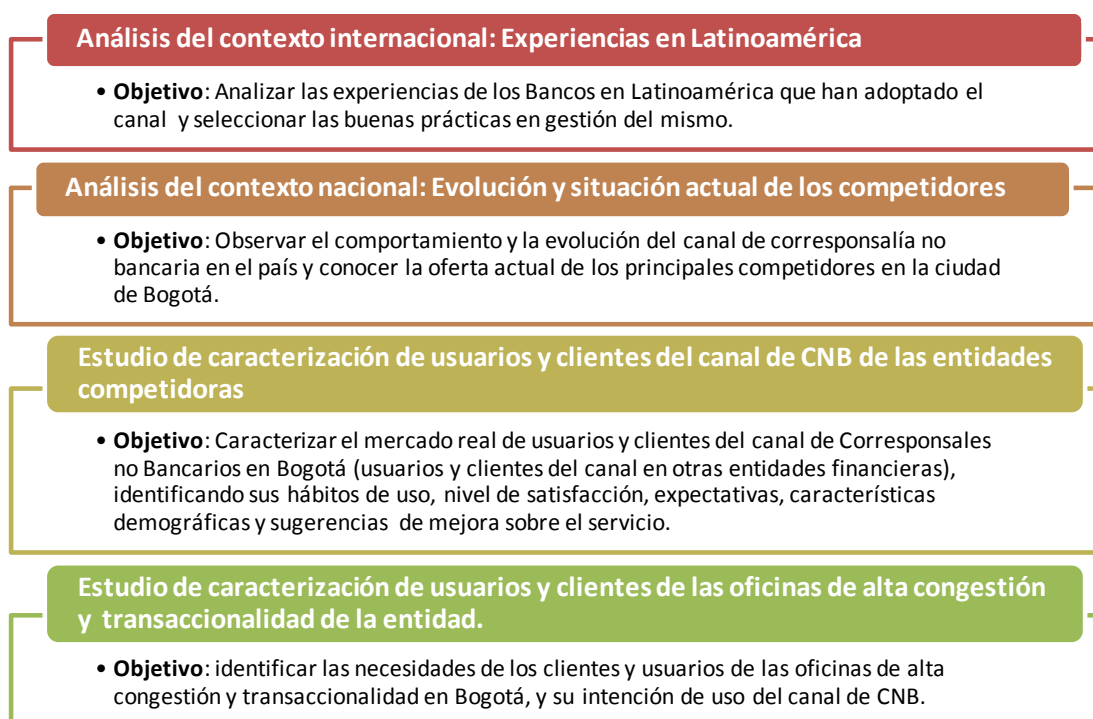 Análisis del contexto internacional: Experiencias en Latinoamérica
• Objetivo: Analizar las experiencias de los Bancos en Latinoamérica que han adoptado el
canal y seleccionar las buenas prácticas en gestión del mismo.
Análisis del contexto nacional: Evolución y situación actual de los competidores
• Objetivo: Observar el comportamiento y la evolución del canal de corresponsalía no
bancaria en el país y conocer la oferta actual de los principales competidores en la ciudad
de Bogotá.
Estudio de caracterización de usuarios y clientes del canal de CNB de las entidades
competidoras
• Objetivo: Caracterizar el mercado real de usuarios y clientes del canal de Corresponsales
no Bancarios en Bogotá (usuarios y clientes del canal en otras entidades financieras),
identificando sus hábitos de uso, nivel de satisfacción, expectativas, características
demográficas y sugerencias de mejora sobre el servicio.
Estudio de caracterización de usuarios y clientes de las oficinas de alta congestión
y transaccionalidad de la entidad.
• Objetivo: identificar las necesidades de los clientes y usuarios de las oficinas de alta
congestión y transaccionalidad en Bogotá, y su intención de uso del canal de CNB.